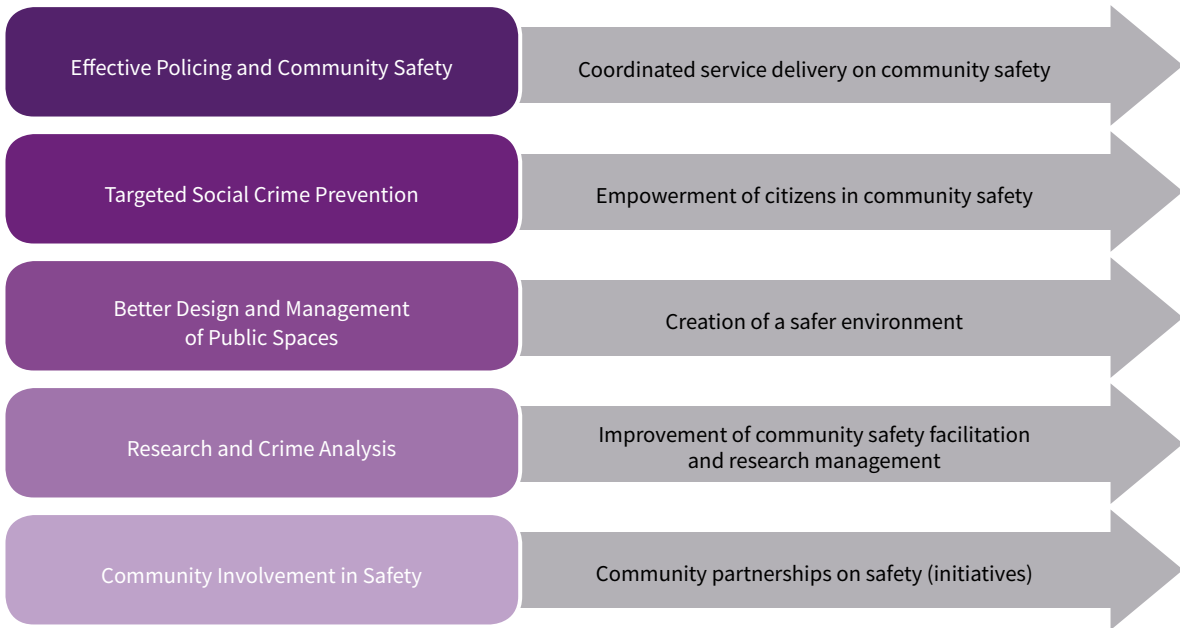 Effective Policing and Community Safety
Coordinated service delivery on community safety
Targeted Social Crime Prevention
Empowerment of citizens in community safety
Better Design and Management
of Public Spaces
Creation of a safer environment
Research and Crime Analysis
Improvement of community safety facilitation
and research management
Community Involvement in Safety
Community partnerships on safety (initiatives)